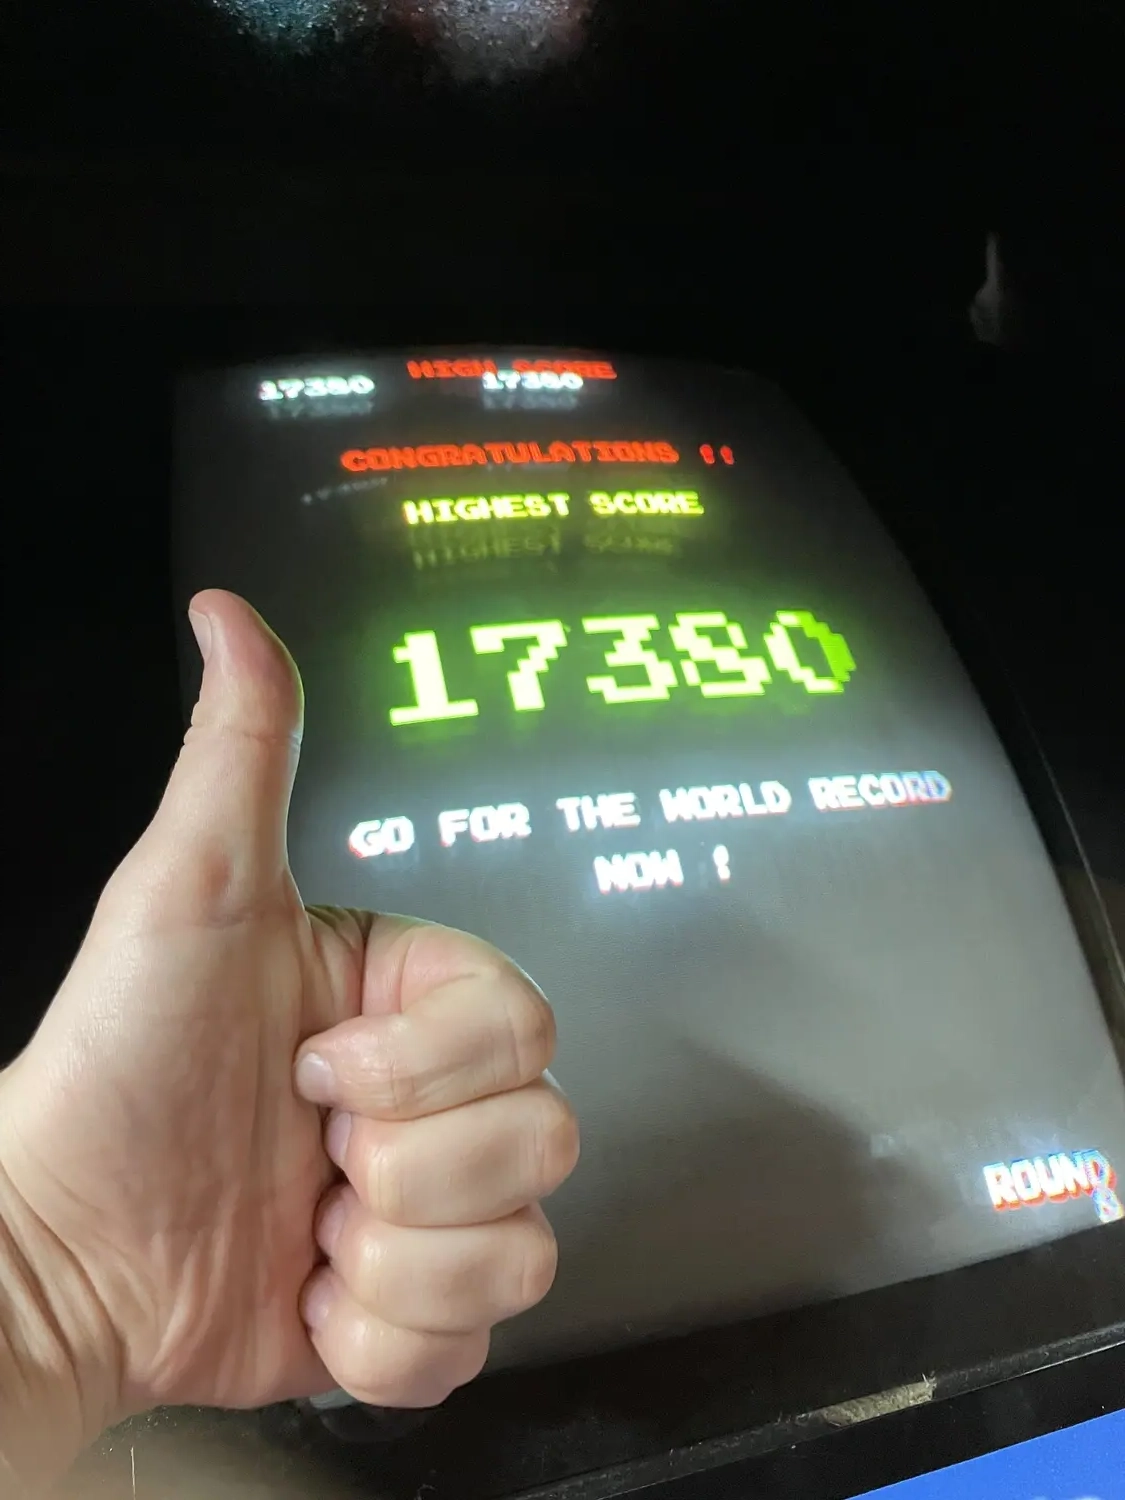 HIGH SCORE
17380 17380
CONGRATULATIONS !!
HIGHEST SCORE
17380
GO FOR THE WORLD RECORD
NOW !
ROUND